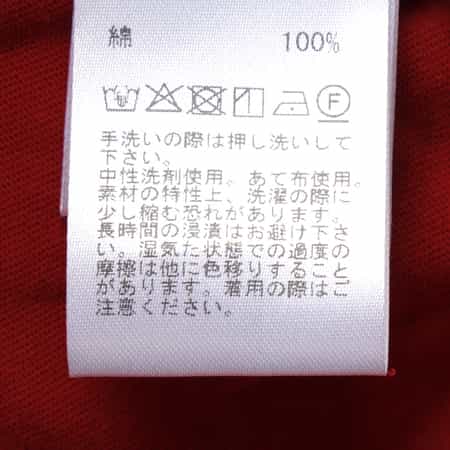 綿 100%
F
手洗いの際は押し洗いして
下さい。
中性洗剤使用。あて布使用。
素材の特性上、洗濯の際に
少し縮む恐れがあります。
長時間の浸漬はお避け下さ
い。湿気た状態での過度の
摩擦は他に色移りすること
があります。着用の際はご
注意ください。